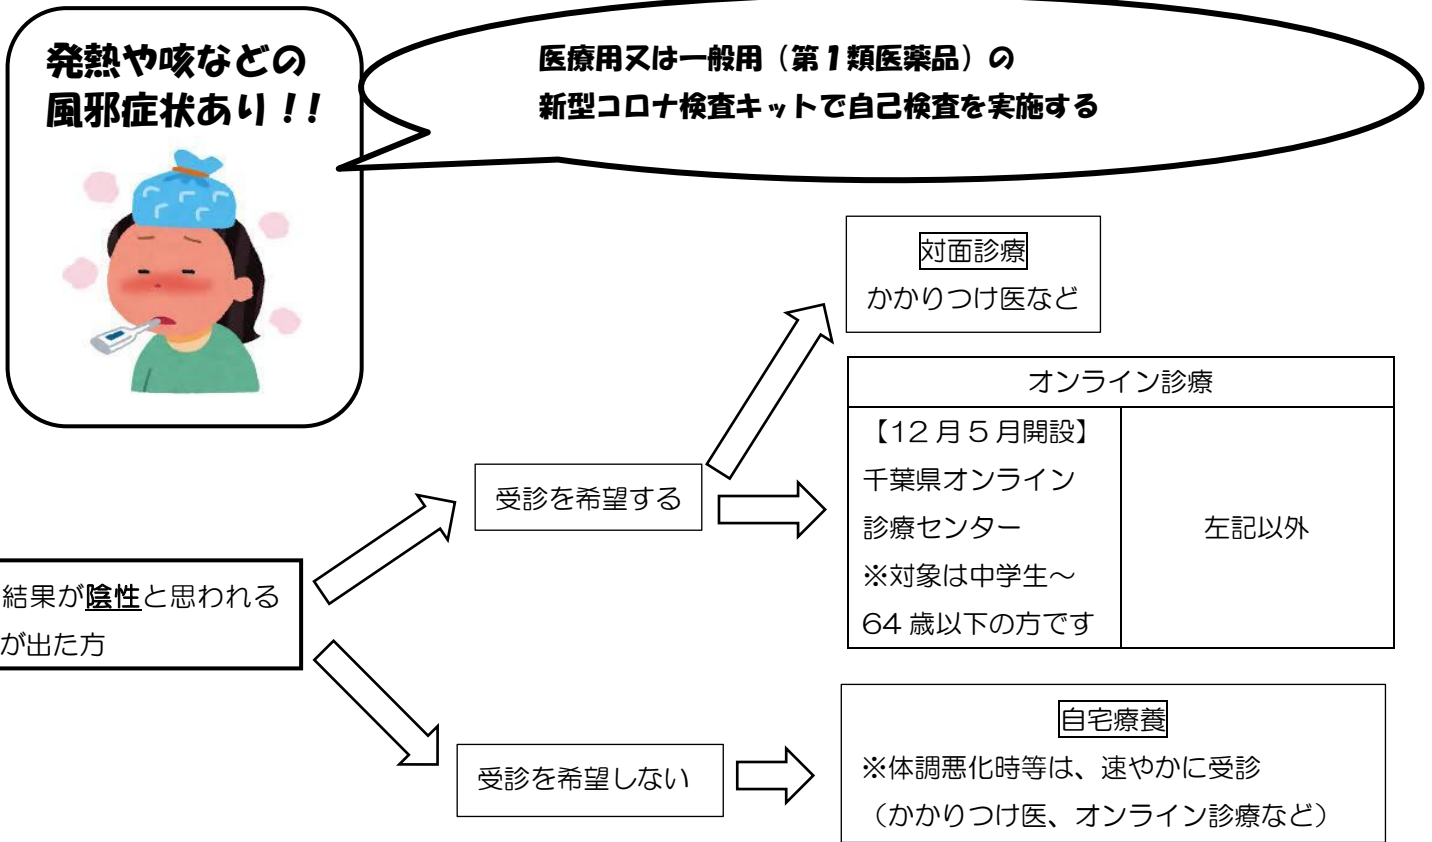 発熱や咳などの
風邪症状あり！！
医療用又は一般用（第１類医薬品）の
新型コロナ検査キットで自己検査を実施する
対面診療
かかりつけ医など
オンライン診療
【12月５月開設】
千葉県オンライン
診療センター
※対象は中学生～
64歳以下の方です
左記以外
受診を希望する
結果が陰性と思われる
が出た方
受診を希望しない
自宅療養
※体調悪化時等は、速やかに受診
（かかりつけ医、オンライン診療など）